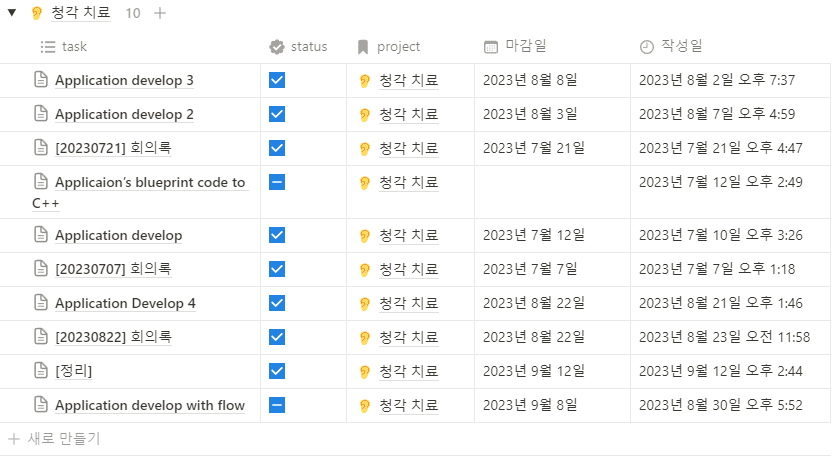 청각 치료 10
task status project 마감일 작성일
Application develop 3 청각 치료 2023년 8월 8일 2023년 8월 2일 오후 7:37
Application develop 2 청각 치료 2023년 8월 3일 2023년 8월 7일 오후 4:59
[20230721] 회의록 청각 치료 2023년 7월 21일 2023년 7월 21일 오후 4:47
Applicaion’s blueprint code to 청각 치료 2023년 7월 12일 오후 2:49
C++
Application develop 청각 치료 2023년 7월 12일 2023년 7월 10일 오후 3:26
[20230707] 회의록 청각 치료 2023년 7월 7일 2023년 7월 7일 오후 1:18
Application Develop 4 청각 치료 2023년 8월 22일 2023년 8월 21일 오후 1:46
[20230822] 회의록 청각 치료 2023년 8월 22일 2023년 8월 23일 오전 11:58
[정리] 청각 치료 2023년 9월 12일 2023년 9월 12일 오후 2:44
Application develop with flow 청각 치료 2023년 9월 8일 2023년 8월 30일 오후 5:52
새로 만들기